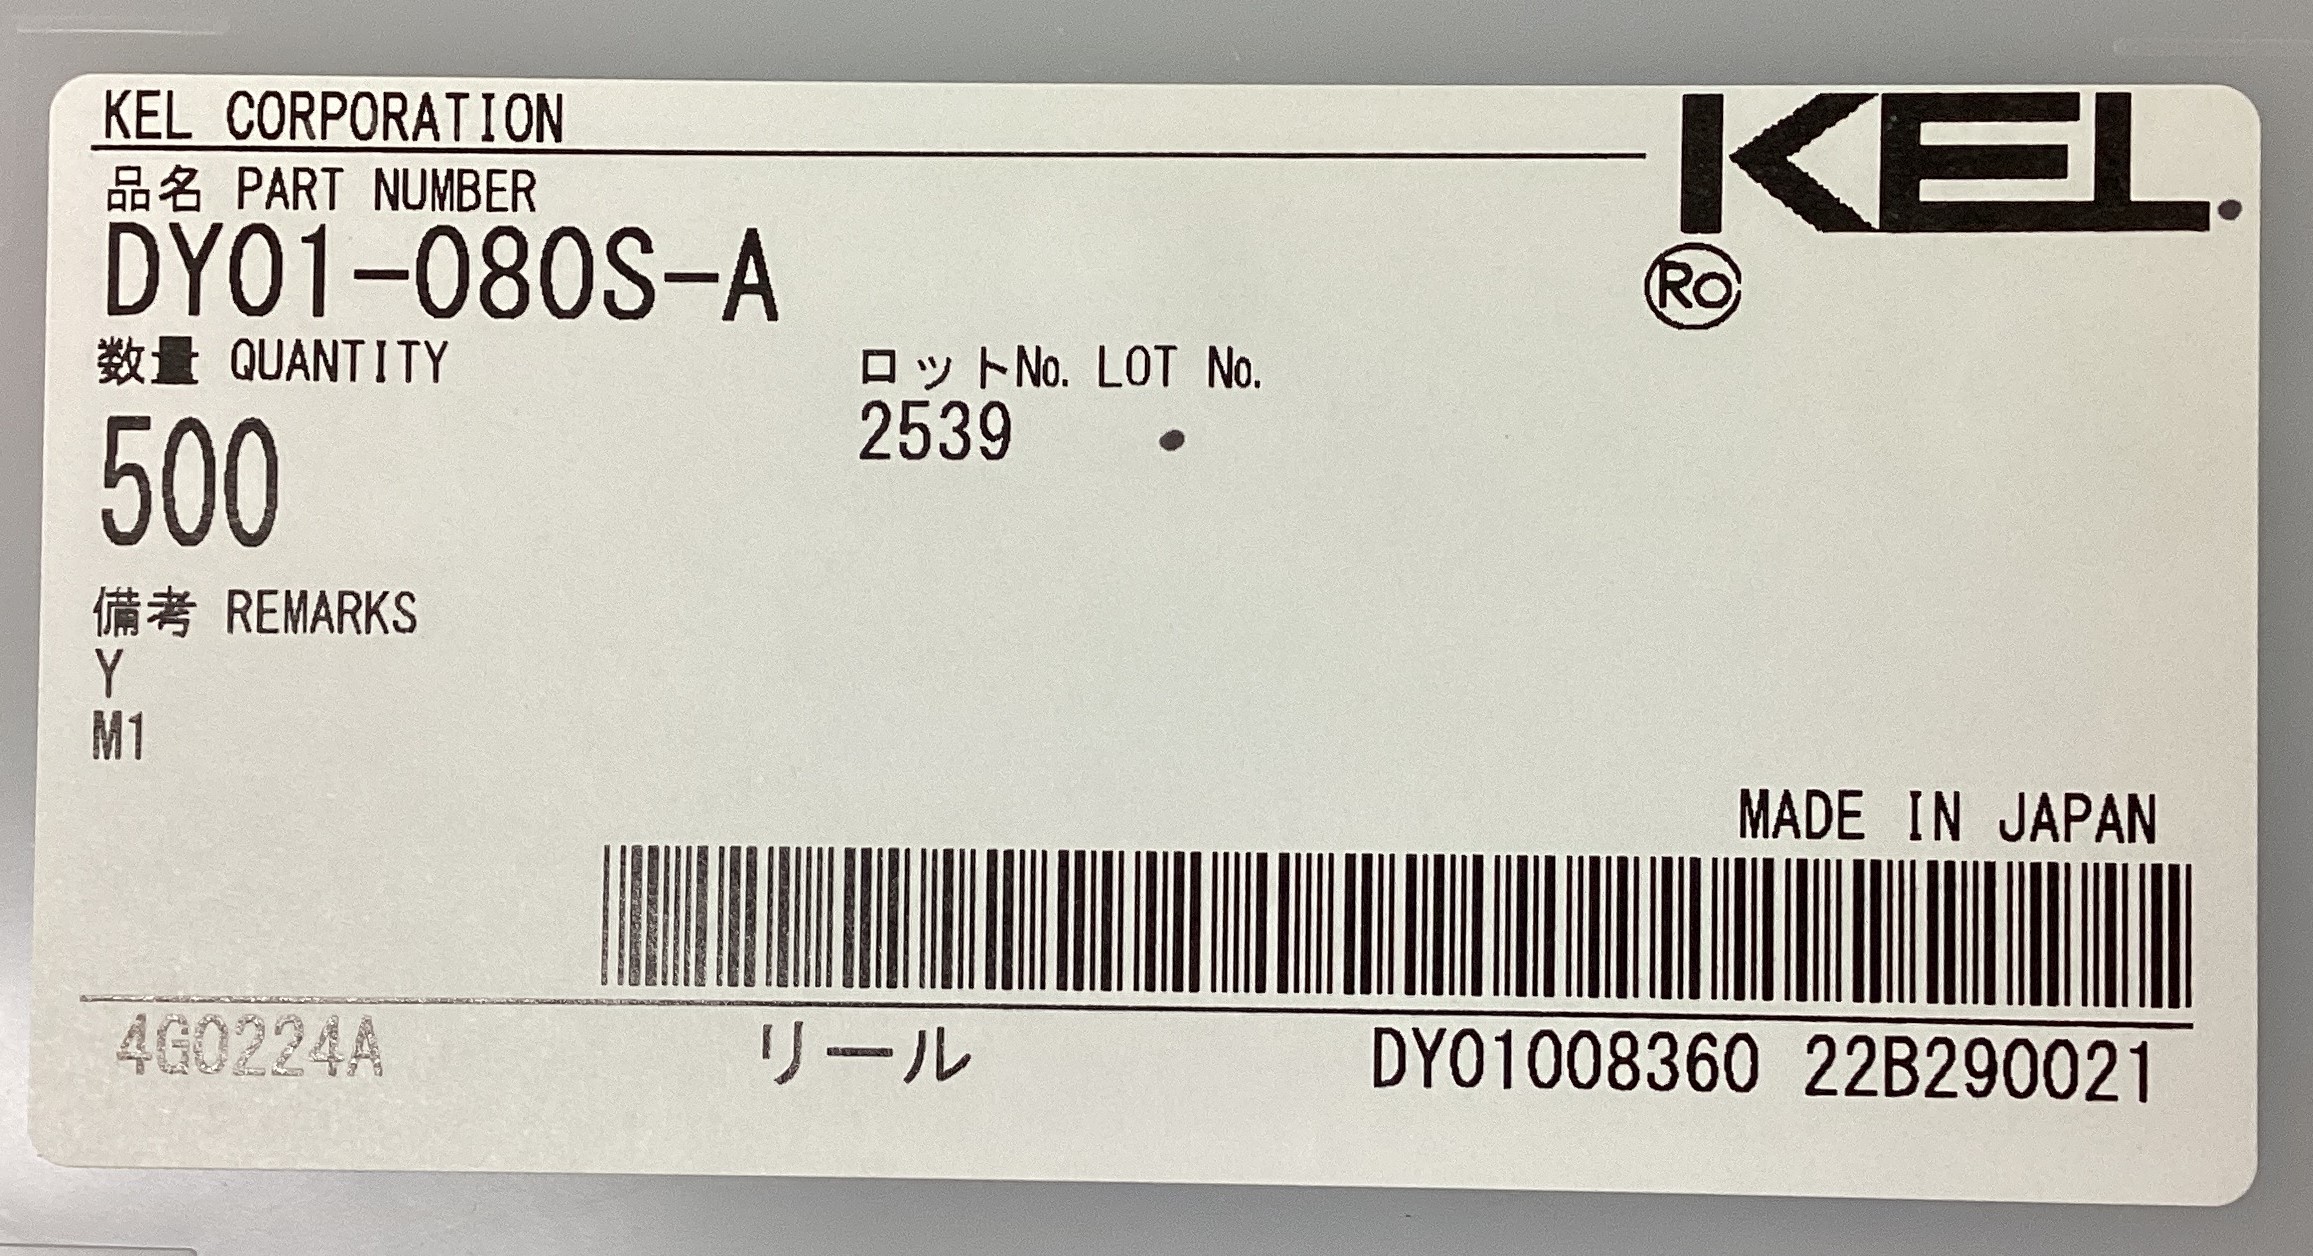 KEL CORPORATION
KEL
品名 PART NUMBER
DY01-080S-A
Ro
数量 QUANTITY
ロットNo. LOT No.
500
2539
備考 REMARKS
Y
M1
MADE IN JAPAN
4G0224A リール DY01008360 22B290021